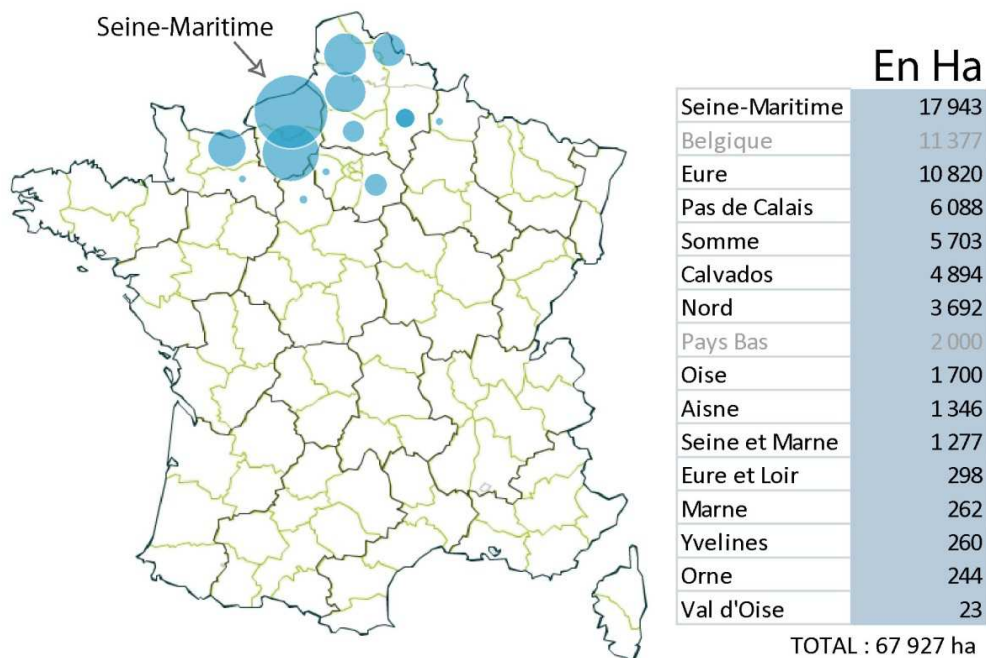 Seine-Maritime
En Ha
Seine-Maritime 17 943
Belgique 11 377
Eure 10 820
Pas de Calais 6 088
Somme 5 703
Calvados 4 894
Nord 3 692
Pays Bas 2 000
Oise 1 700
Aisne 1 346
Seine et Marne 1 277
Eure et Loir 298
Marne 262
Yvelines 260
Orne 244
Val d'Oise 23
TOTAL : 67 927 ha